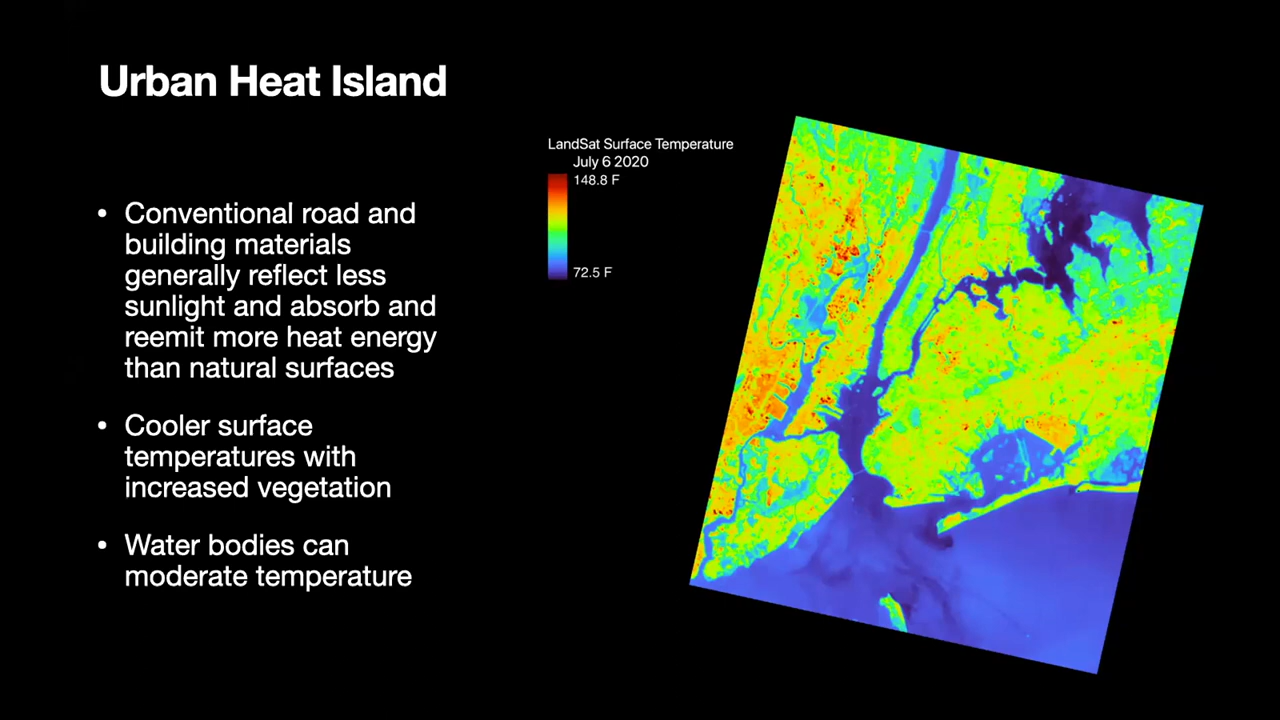 Urban Heat Island
LandSat Surface Temperature
July 6 2020
148.8 F
72.5 F
• Conventional road and
building materials
generally reflect less
sunlight and absorb and
reemit more heat energy
than natural surfaces
• Cooler surface
temperatures with
increased vegetation
• Water bodies can
moderate temperature